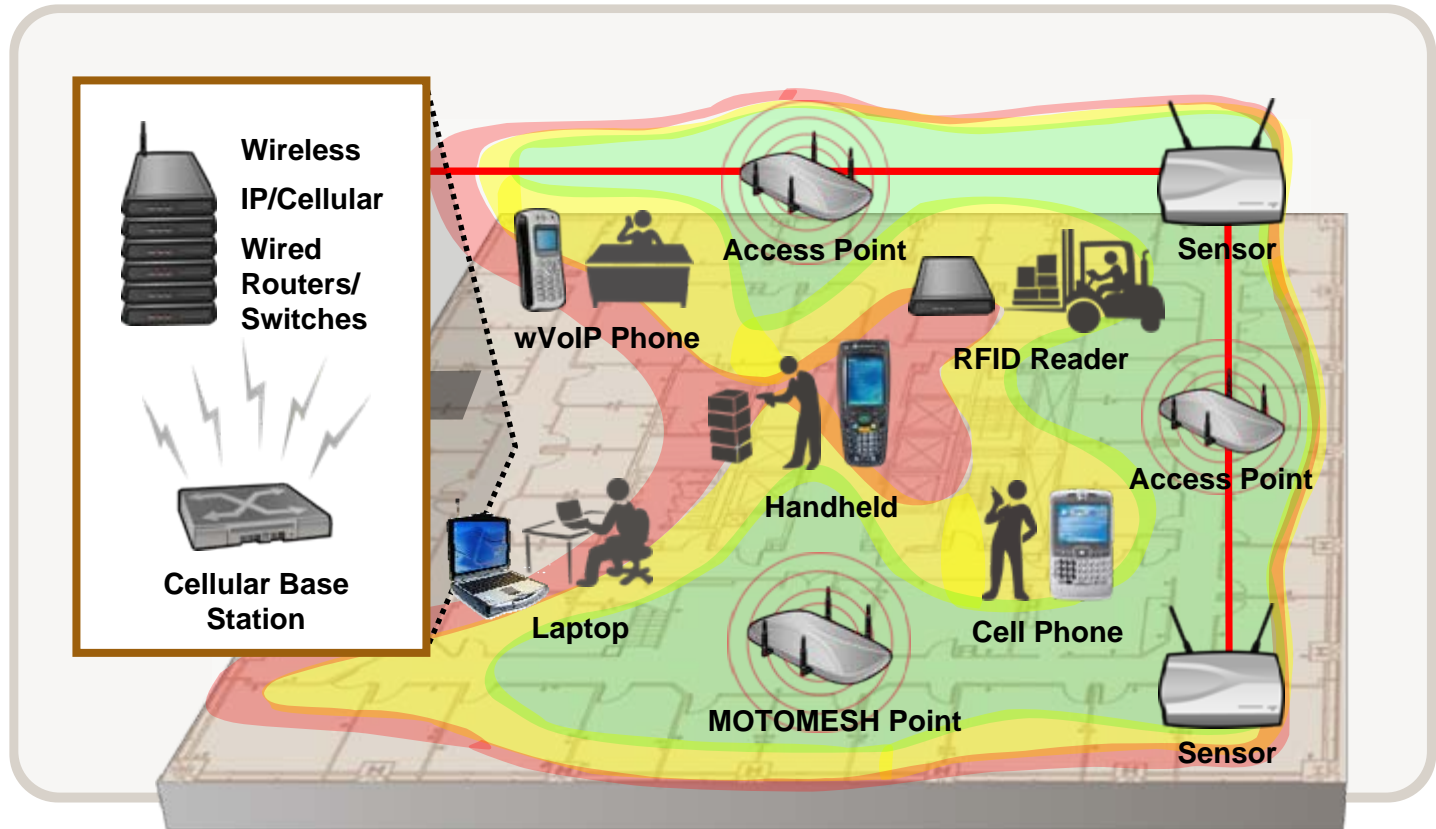 Wireless
IP/Cellular
Wired
Routers/
Switches
Cellular Base
Station
Access Point
Sensor
wVoIP Phone
RFID Reader
Access Point
Handheld
Laptop
Cell Phone
MOTOMESH Point
Sensor